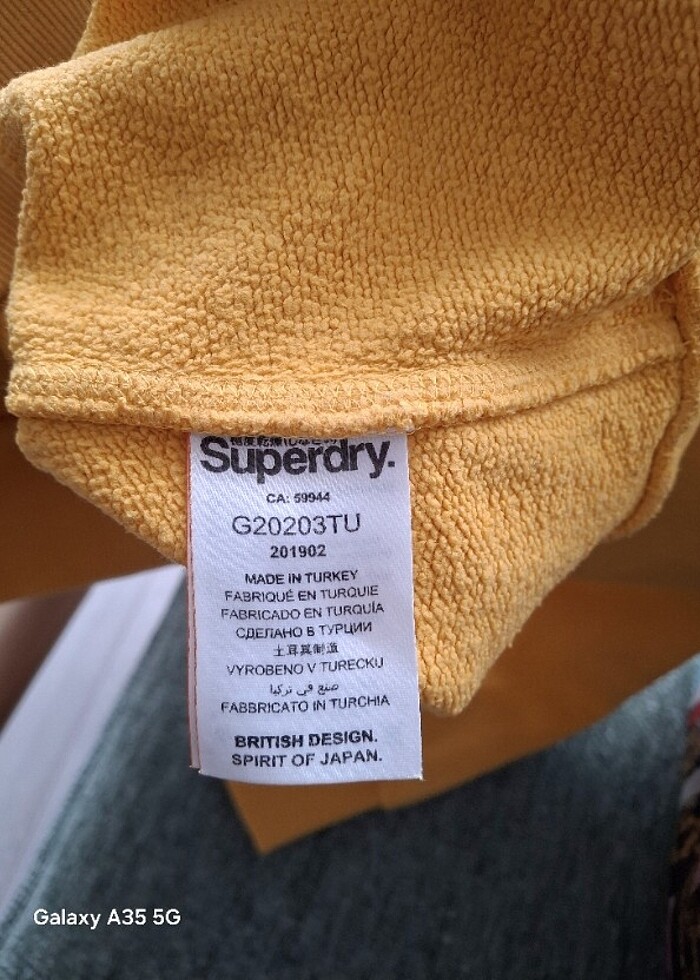 Superdry.
CA: 59944
G20203TU
201902
MADE IN TURKEY
FABRIQUÉ EN TURQUIE
FABRICADO EN TURQUÍA
СДЕЛАНО В ТУРЦИИ
土耳其制造
VYROBENO V TURECKU
صنع في تركيا
FABBRICATO IN TURCHIA
BRITISH DESIGN.
SPIRIT OF JAPAN.
Galaxy A35 5G